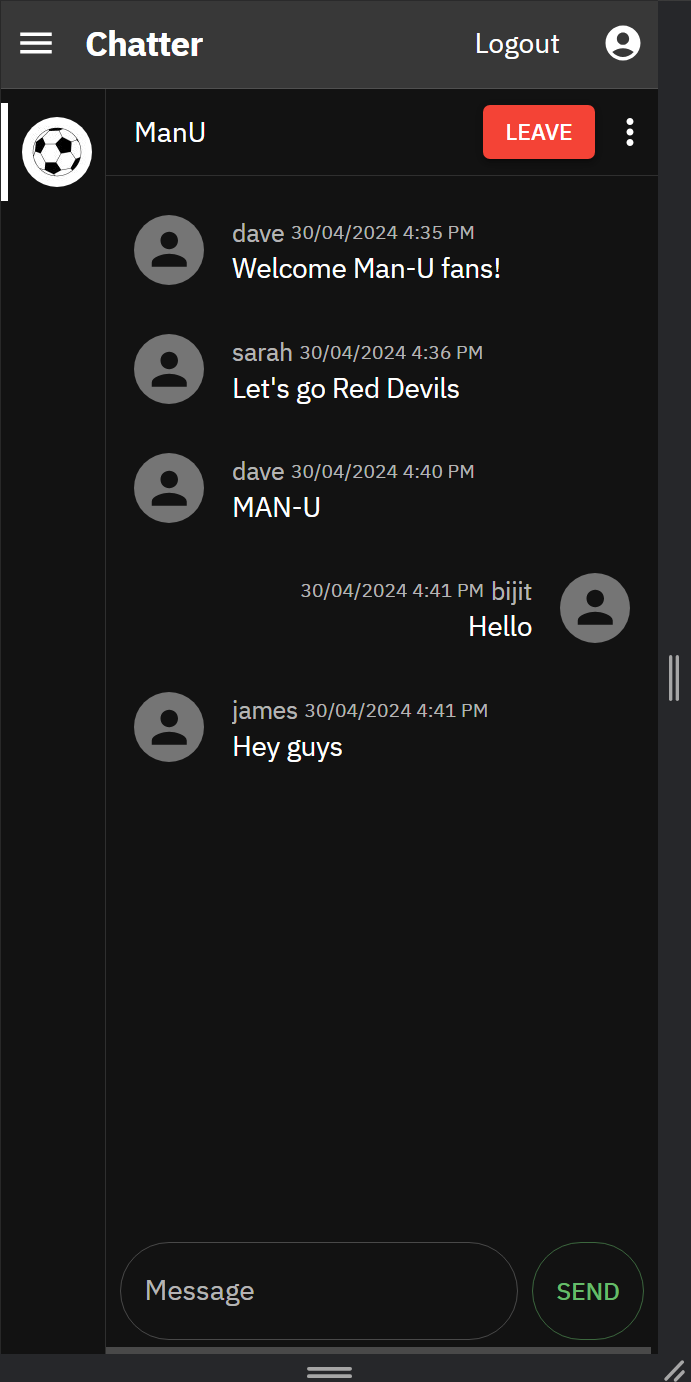 Chatter Logout
ManU LEAVE
dave 30/04/2024 4:35 PM
Welcome Man-U fans!
sarah 30/04/2024 4:36 PM
Let's go Red Devils
dave 30/04/2024 4:40 PM
MAN-U
30/04/2024 4:41 PM bijit
Hello
james 30/04/2024 4:41 PM
Hey guys
Message SEND